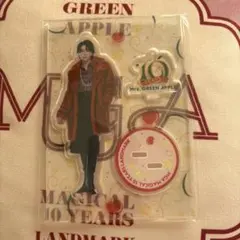 GREEN
APPLE
MGA
10
MRS. GREEN APPLE
MAGICAL
10 YEARS
LANDMARK